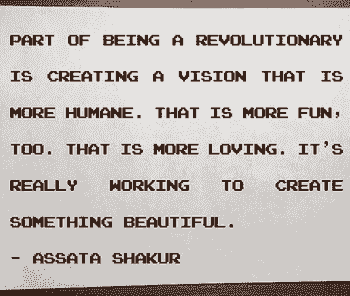 PART OF BEING A REVOLUTIONARY
IS CREATING A VISION THAT IS
MORE HUMANE. THAT IS MORE FUN,
TOO. THAT IS MORE LOVING. IT'S
REALLY WORKING TO CREATE
SOMETHING BEAUTIFUL.
- ASSATA SHAKUR